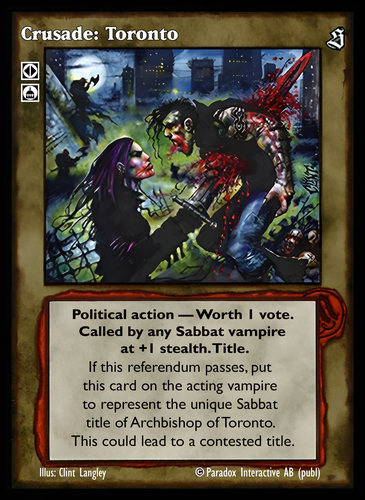 Crusade: Toronto
Political action — Worth 1 vote.
Called by any Sabbat vampire
at +1 stealth. Title.
If this referendum passes, put
this card on the acting vampire
to represent the unique Sabbat
title of Archbishop of Toronto.
This could lead to a contested title.
Illus: Clint Langley © Paradox Interactive AB (publ)